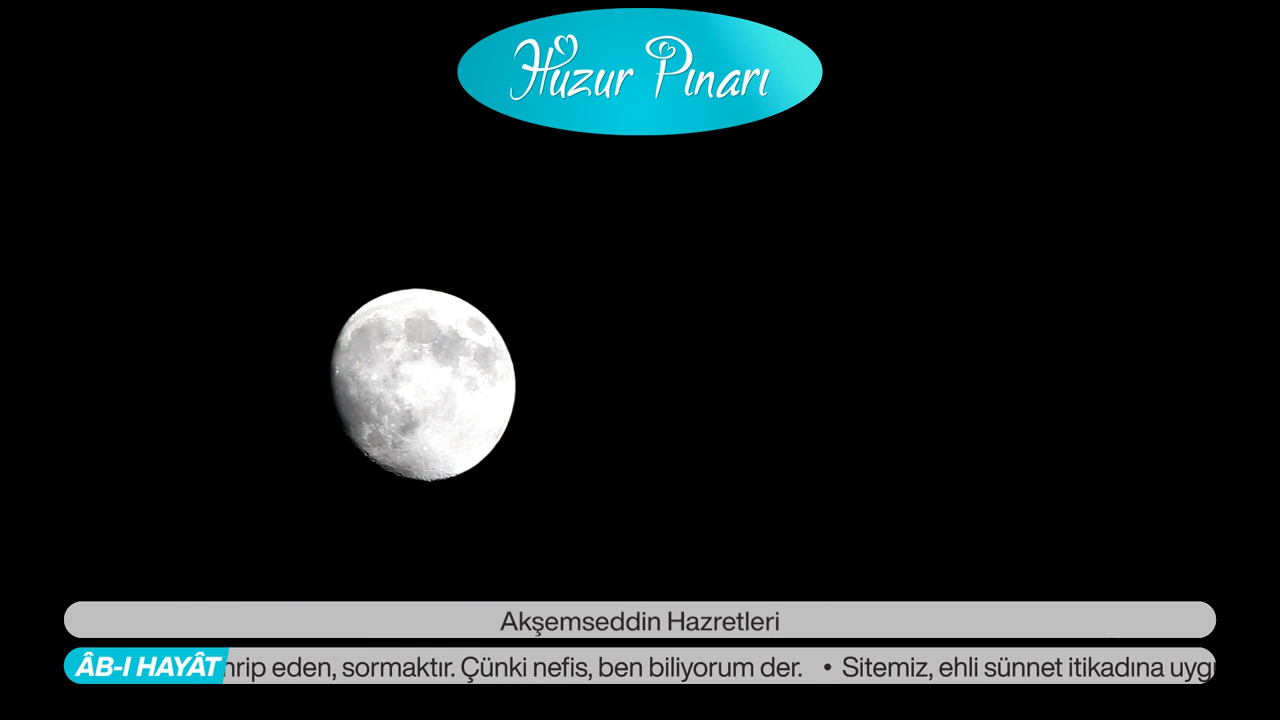 Huzur Pınarı
Akşemseddin Hazretleri
ÂB-I HAYÂT eden, sormaktır. Çünki nefis, ben biliyorum der. • Sitemiz, ehli sünnet itikadına